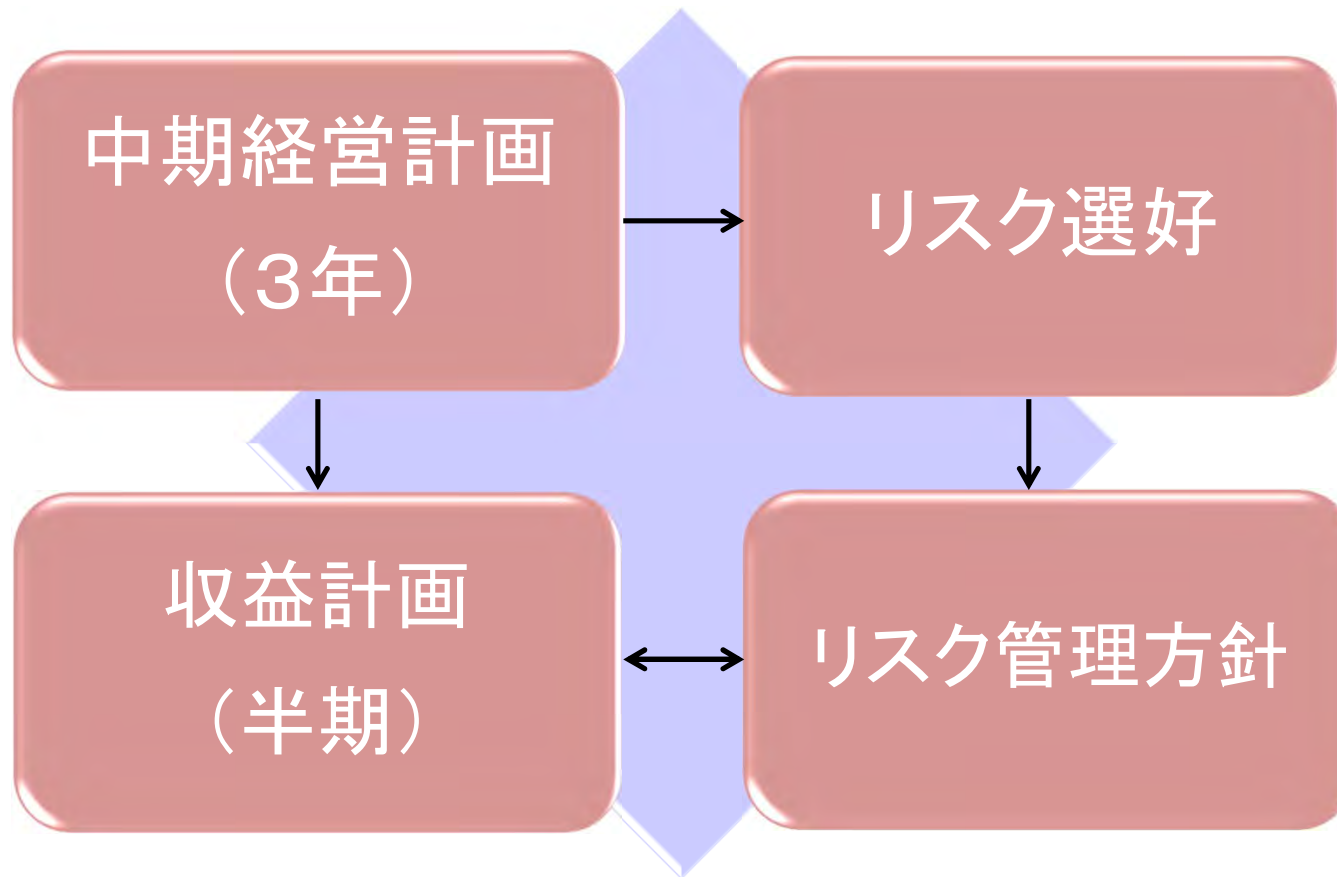 中期経営計画
（３年）
リスク選好
収益計画
（半期）
リスク管理方針